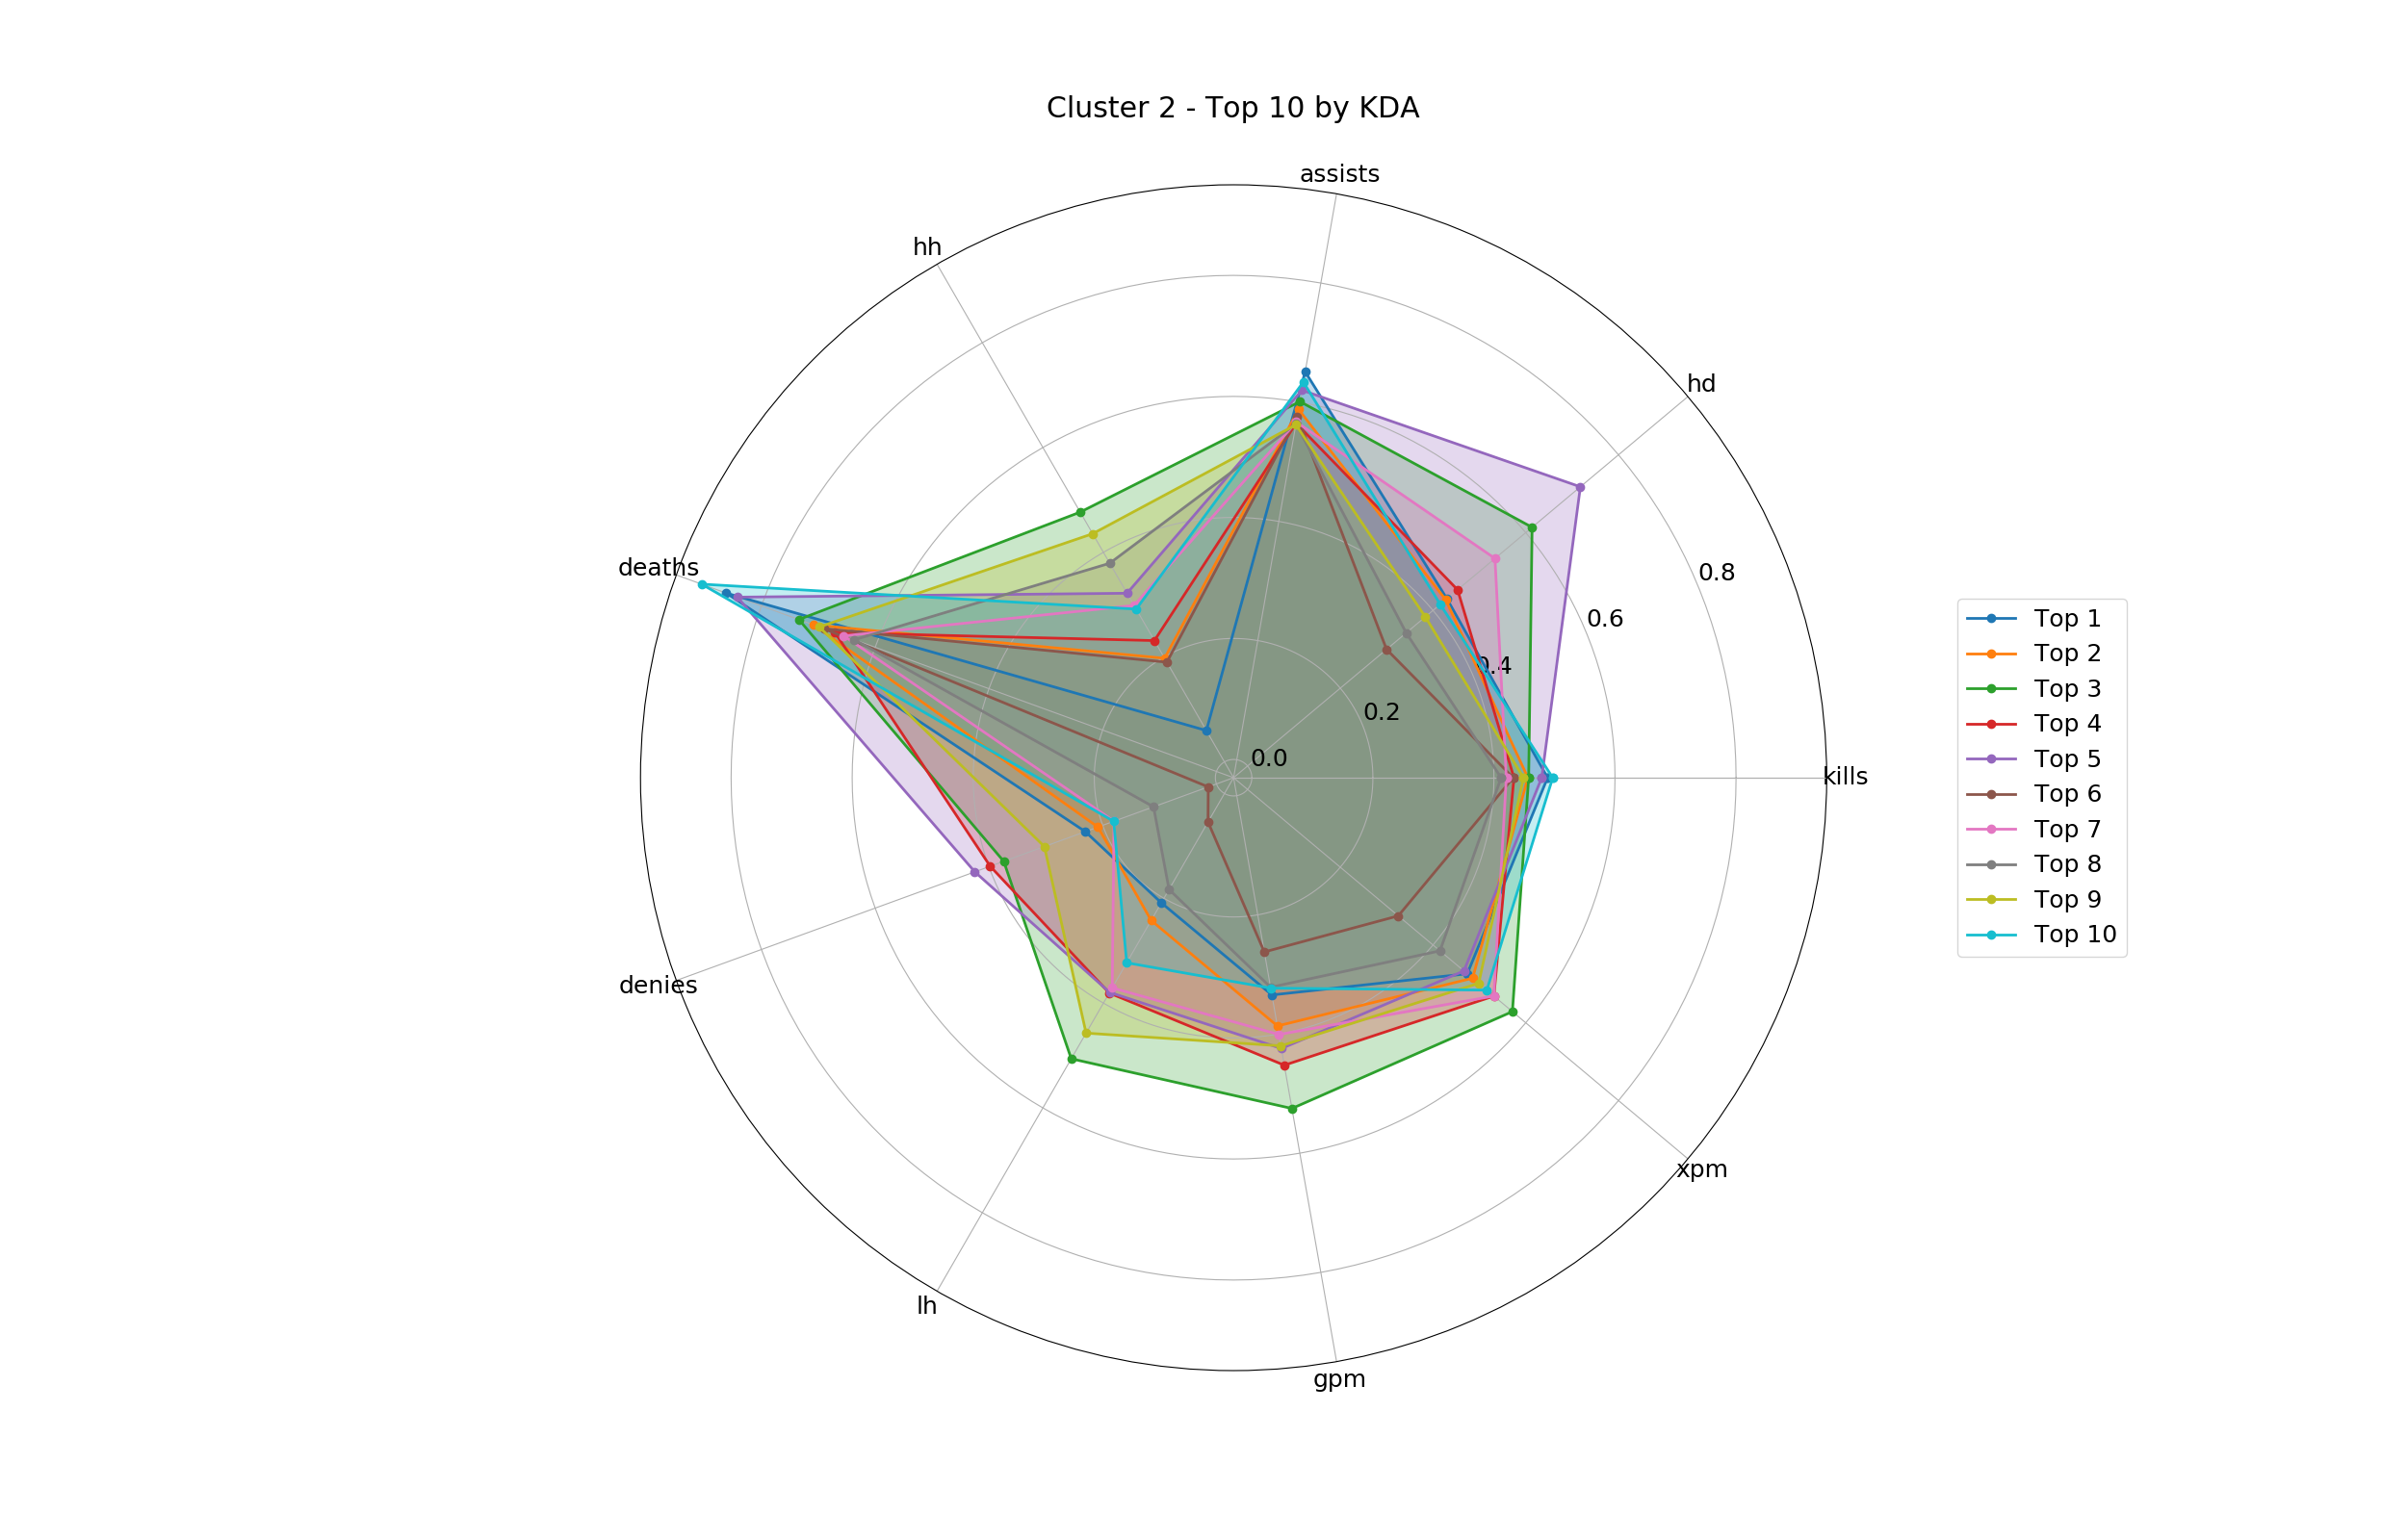 Cluster 2 - Top 10 by KDA
assists
hh
hd
deaths
0.8
0.6
0.4
0.2
0.0
kills
denies
xpm
lh
gpm
Top 1
Top 2
Top 3
Top 4
Top 5
Top 6
Top 7
Top 8
Top 9
Top 10